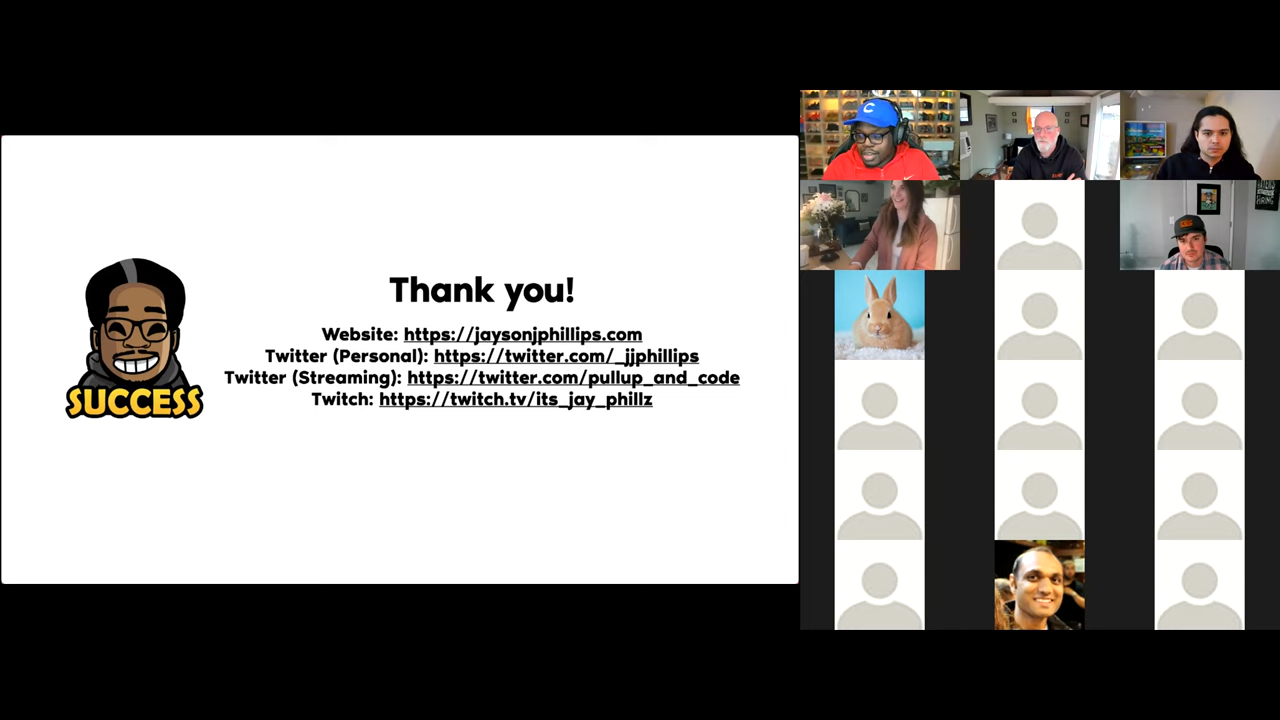 Thank you!
Website: https://jaysonjphillips.com
Twitter (Personal): https://twitter.com/_jjphillips
Twitter (Streaming): https://twitter.com/pullup_and_code
Twitch: https://twitch.tv/its_jay_phillz
SUCCESS
C